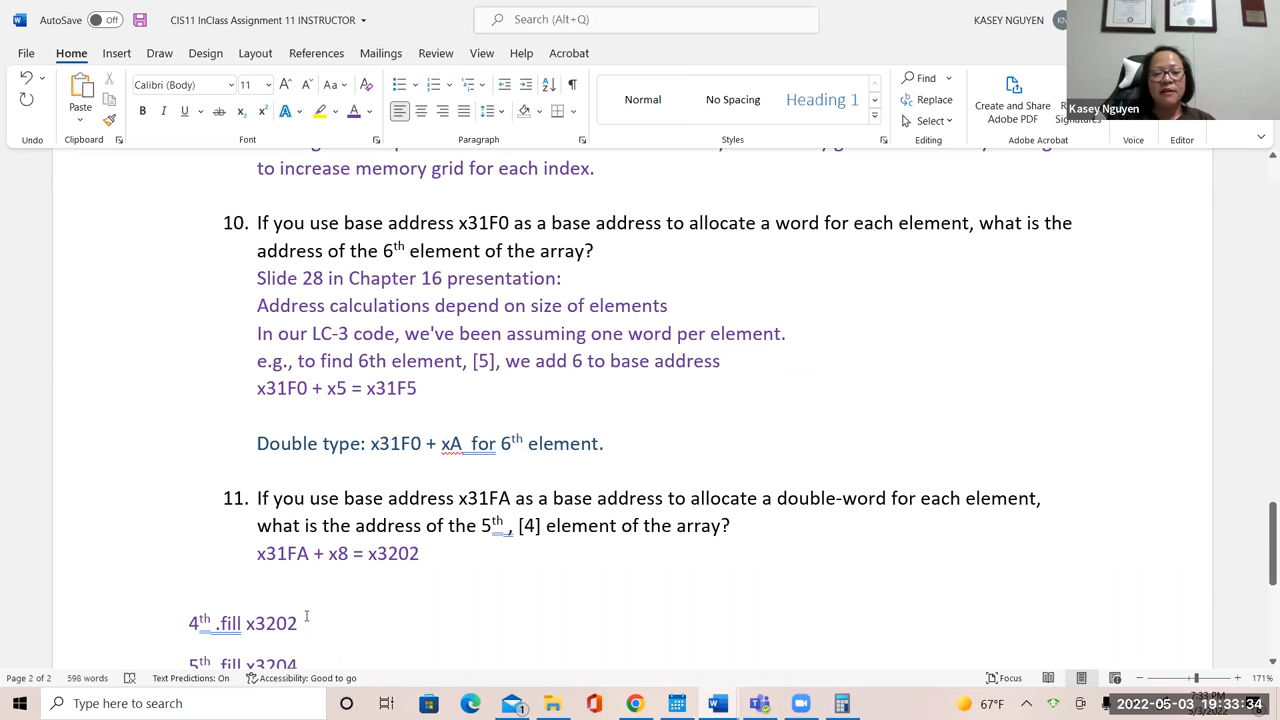 AutoSave Off CIS11 InClass Assignment 11 INSTRUCTOR Search (Alt+Q) KASEY NGUYEN KN
File Home Insert Draw Design Layout References Mailings Review View Help Acrobat
Calibri (Body) 11 Aa Find
Paste Normal No Spacing Heading 1 Replace Create and Share
Adobe PDF
B I U ab x2 x2 A A Select
Undo Clipboard Font Paragraph Styles Editing Adobe Acrobat Voice Editor
Kasey Nguyen
to increase memory grid for each index.
10. If you use base address x31F0 as a base address to allocate a word for each element, what is the
address of the 6th element of the array?
Slide 28 in Chapter 16 presentation:
Address calculations depend on size of elements
In our LC-3 code, we've been assuming one word per element.
e.g., to find 6th element, [5], we add 6 to base address
x31F0 + x5 = x31F5
Double type: x31F0 + xA for 6th element.
11. If you use base address x31FA as a base address to allocate a double-word for each element,
what is the address of the 5th , [4] element of the array?
x31FA + x8 = x3202
4th .fill x3202
5th .fill x3204
Page 2 of 2 598 words Text Predictions: On Accessibility: Good to go Focus 171%
Type here to search 1 67°F 7:33 PM
2022-05-03 19:33:34